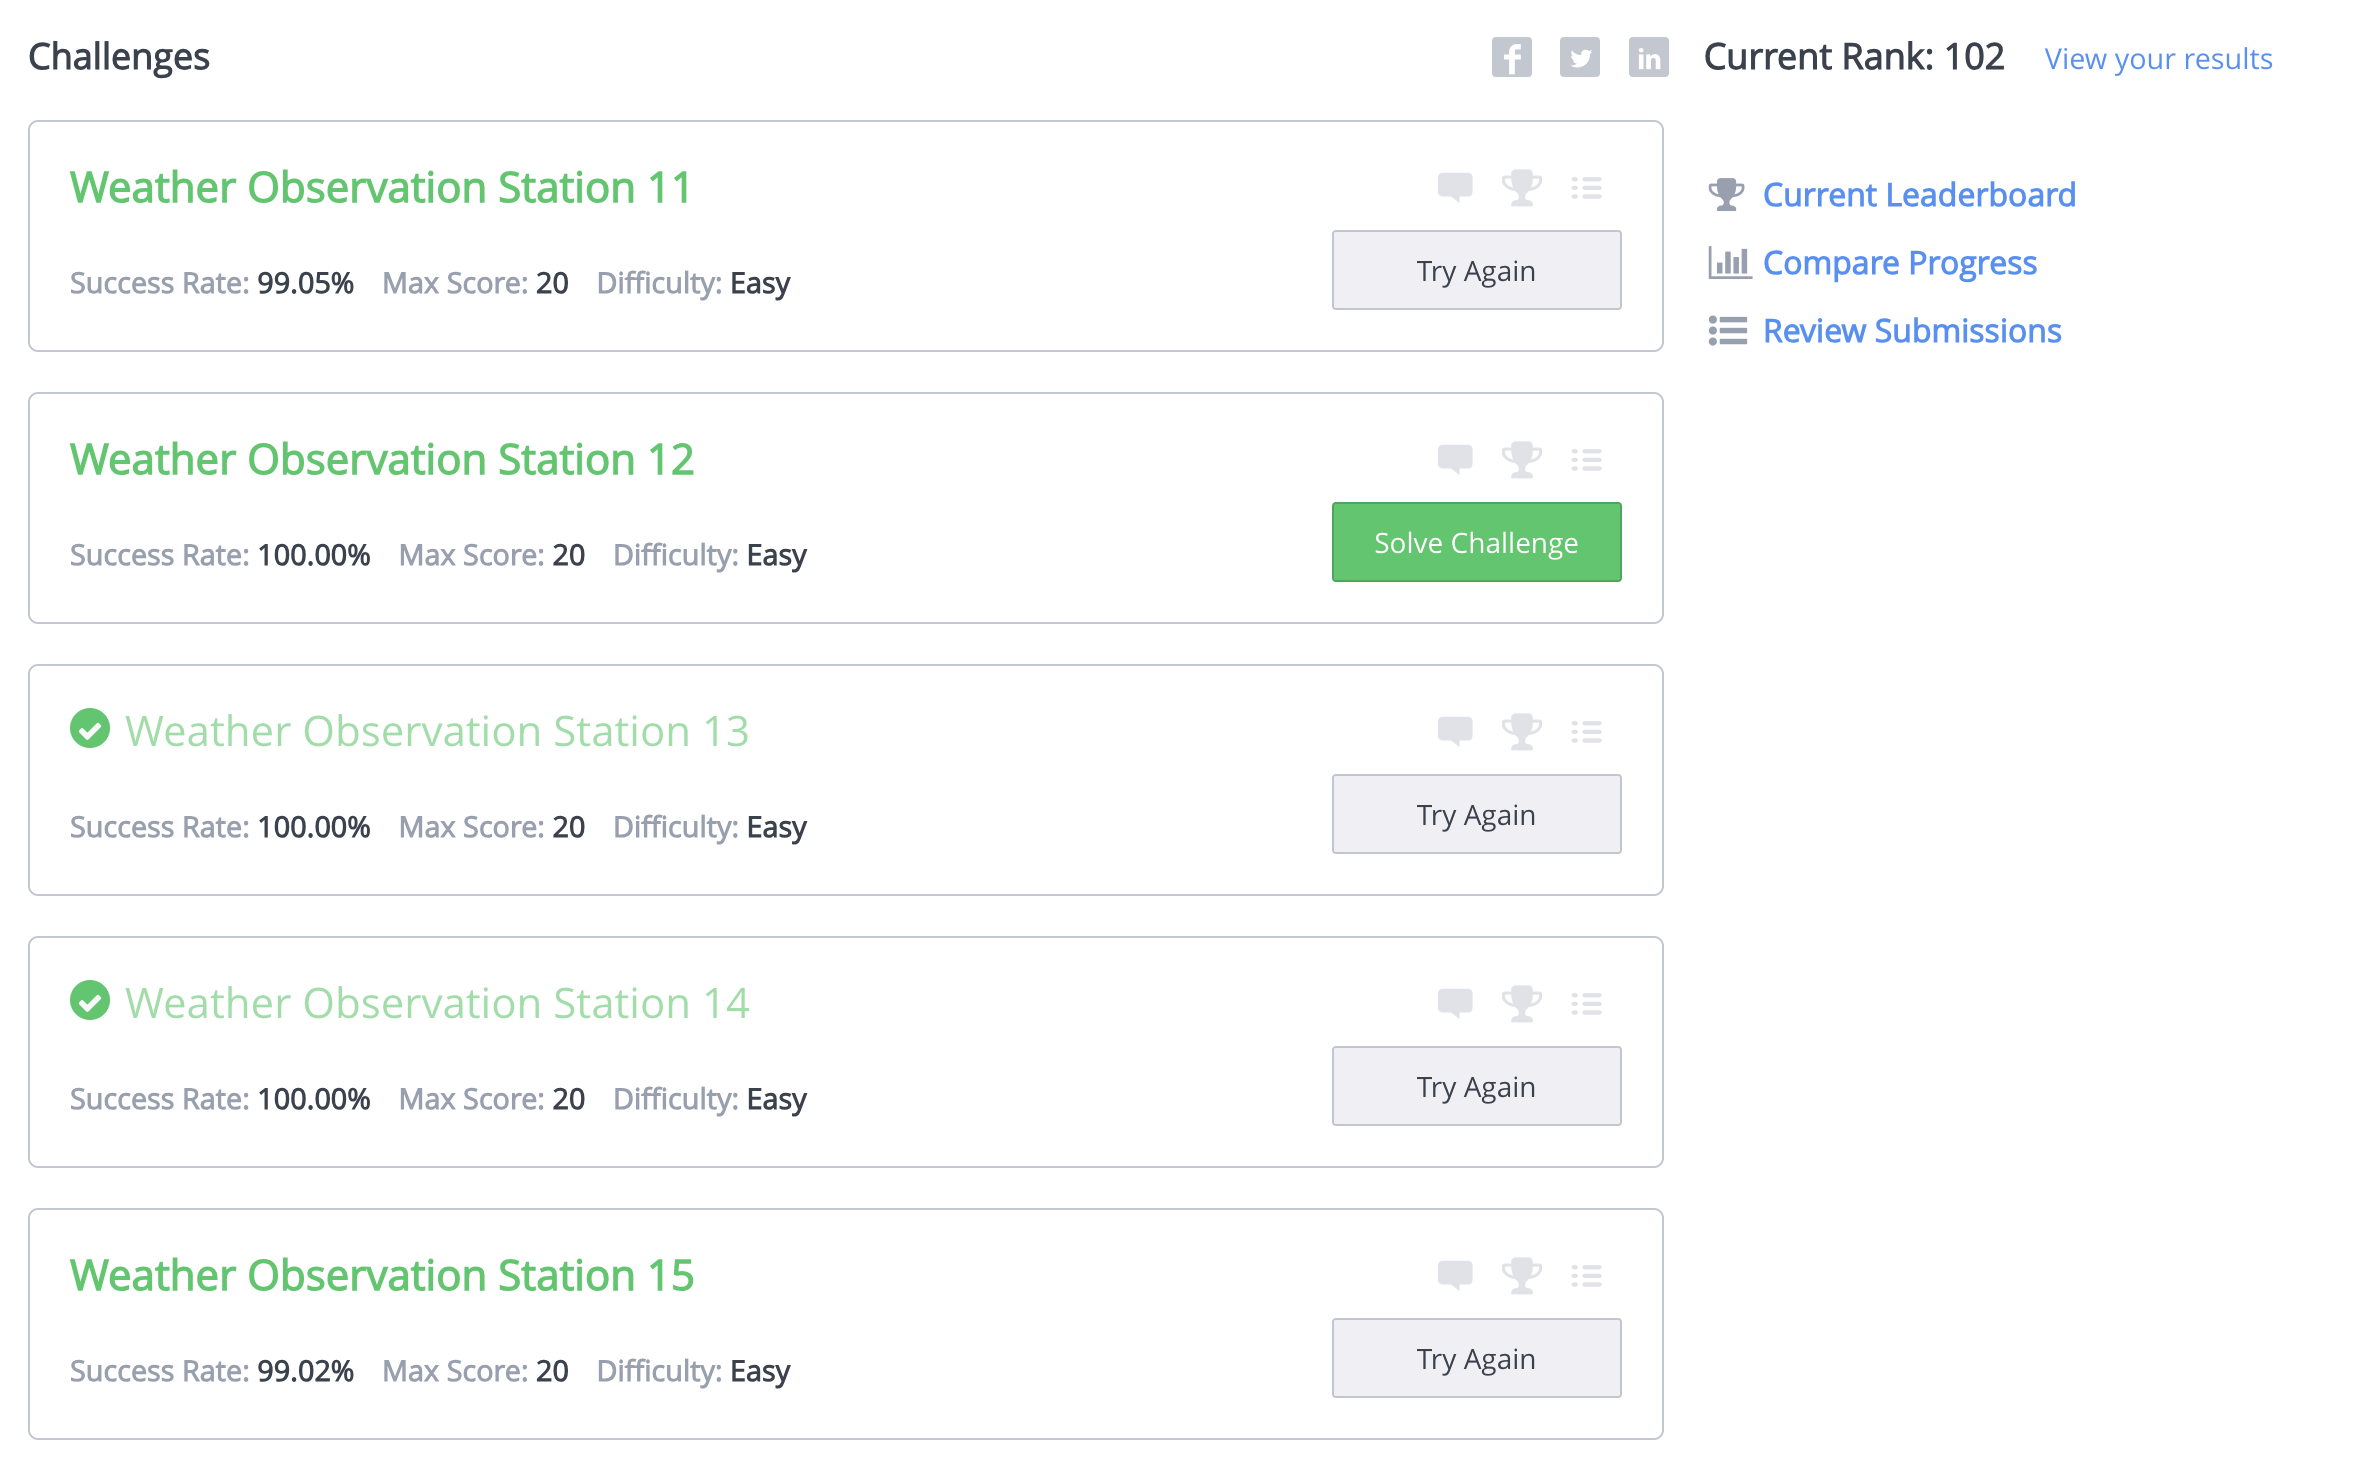 Challenges
Current Rank: 102 View your results
Weather Observation Station 11
Success Rate: 99.05% Max Score: 20 Difficulty: Easy
Try Again
Current Leaderboard
Compare Progress
Review Submissions
Weather Observation Station 12
Success Rate: 100.00% Max Score: 20 Difficulty: Easy
Solve Challenge
Weather Observation Station 13
Success Rate: 100.00% Max Score: 20 Difficulty: Easy
Try Again
Weather Observation Station 14
Success Rate: 100.00% Max Score: 20 Difficulty: Easy
Try Again
Weather Observation Station 15
Success Rate: 99.02% Max Score: 20 Difficulty: Easy
Try Again